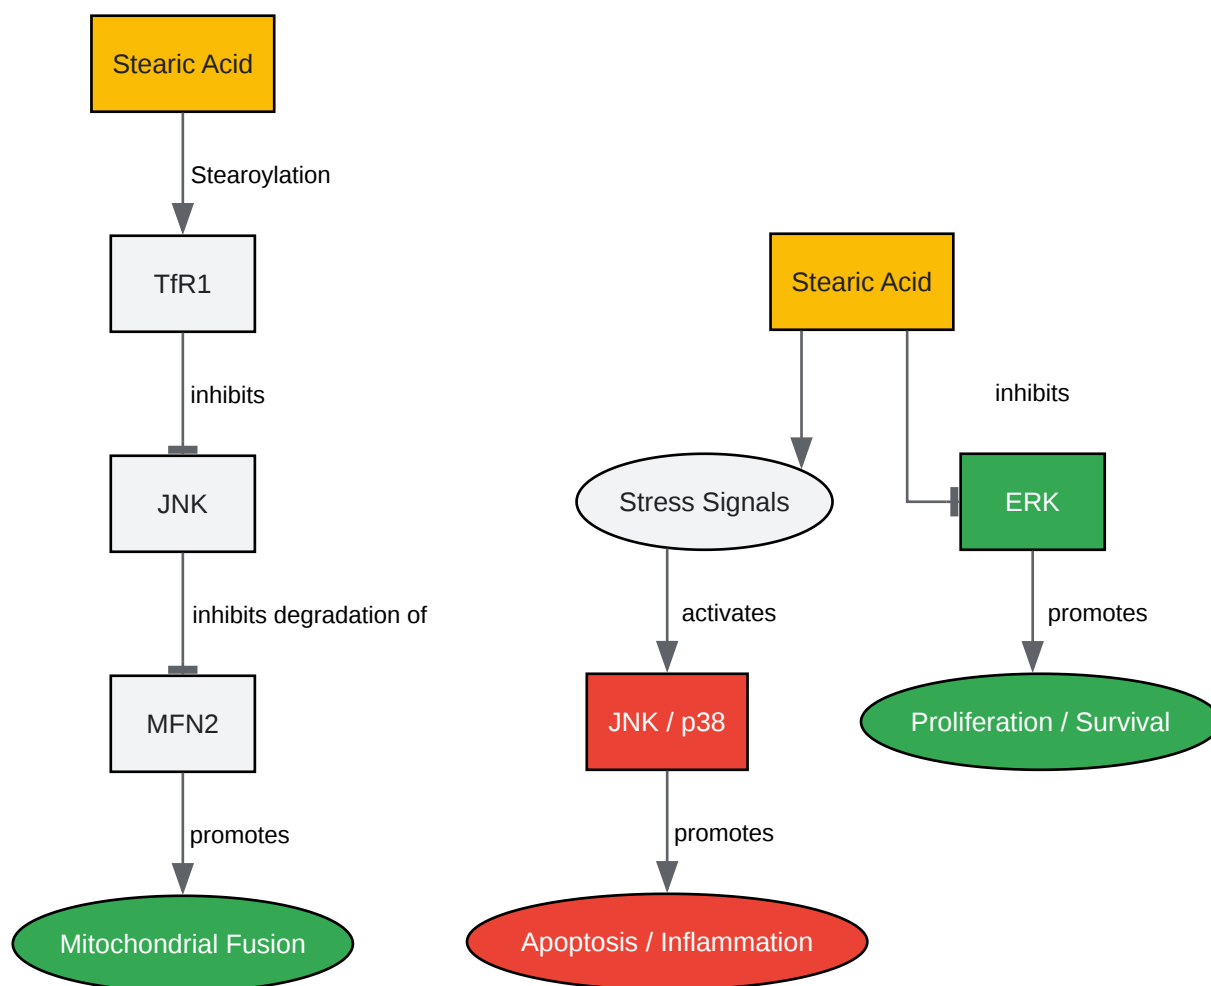 Stearic Acid
Stearoylation
TfR1
inhibits
JNK
inhibits degradation of
MFN2
promotes
Mitochondrial Fusion
Stearic Acid
inhibits
Stress Signals
ERK
activates
promotes
JNK / p38
Proliferation / Survival
promotes
Apoptosis / Inflammation